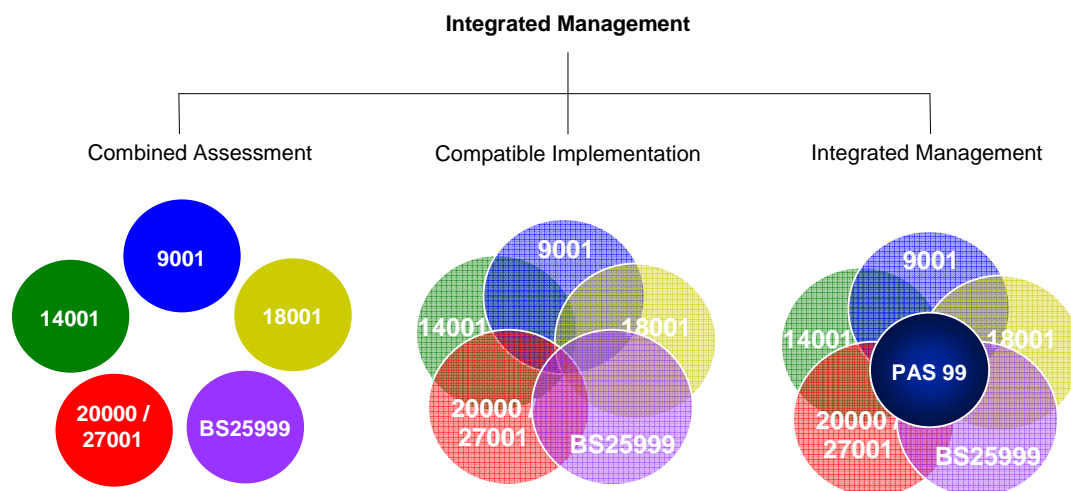 Integrated Management
Combined Assessment
Compatible Implementation
Integrated Management
9001
14001
18001
20000 /
27001
BS25999
9001
14001
18001
20000 /
27001
BS25999
9001
14001
18001
PAS 99
20000 /
27001
BS25999